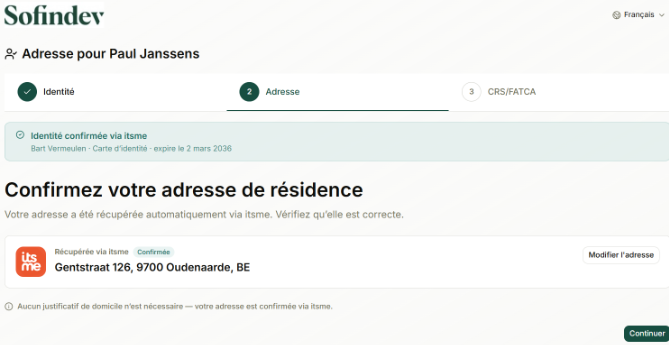 Sofindev
Français
Adresse pour Paul Janssens
Identité
2 Adresse
3 CRS/FATCA
Identité confirmée via itsme
Bart Vermeulen · Carte d'identité · expire le 2 mars 2036
Confirmez votre adresse de résidence
Votre adresse a été récupérée automatiquement via itsme. Vérifiez qu'elle est correcte.
its
me
Récupérée via itsme Confirmée
Gentstraat 126, 9700 Oudenaarde, BE
Modifier l'adresse
Aucun justificatif de domicile n'est nécessaire — votre adresse est confirmée via itsme.
Continuer